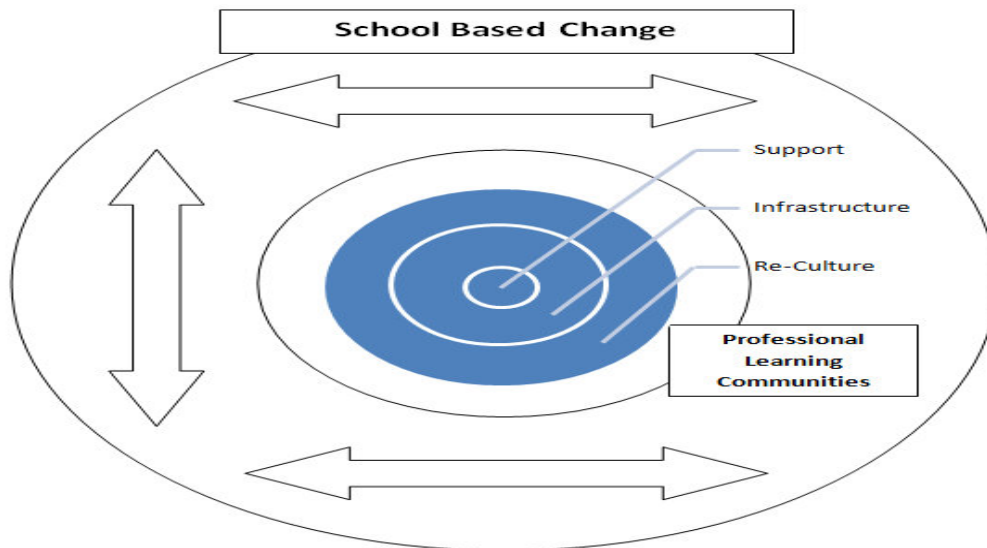 School Based Change
Support
Infrastructure
Re-Culture
Professional
Learning
Communities